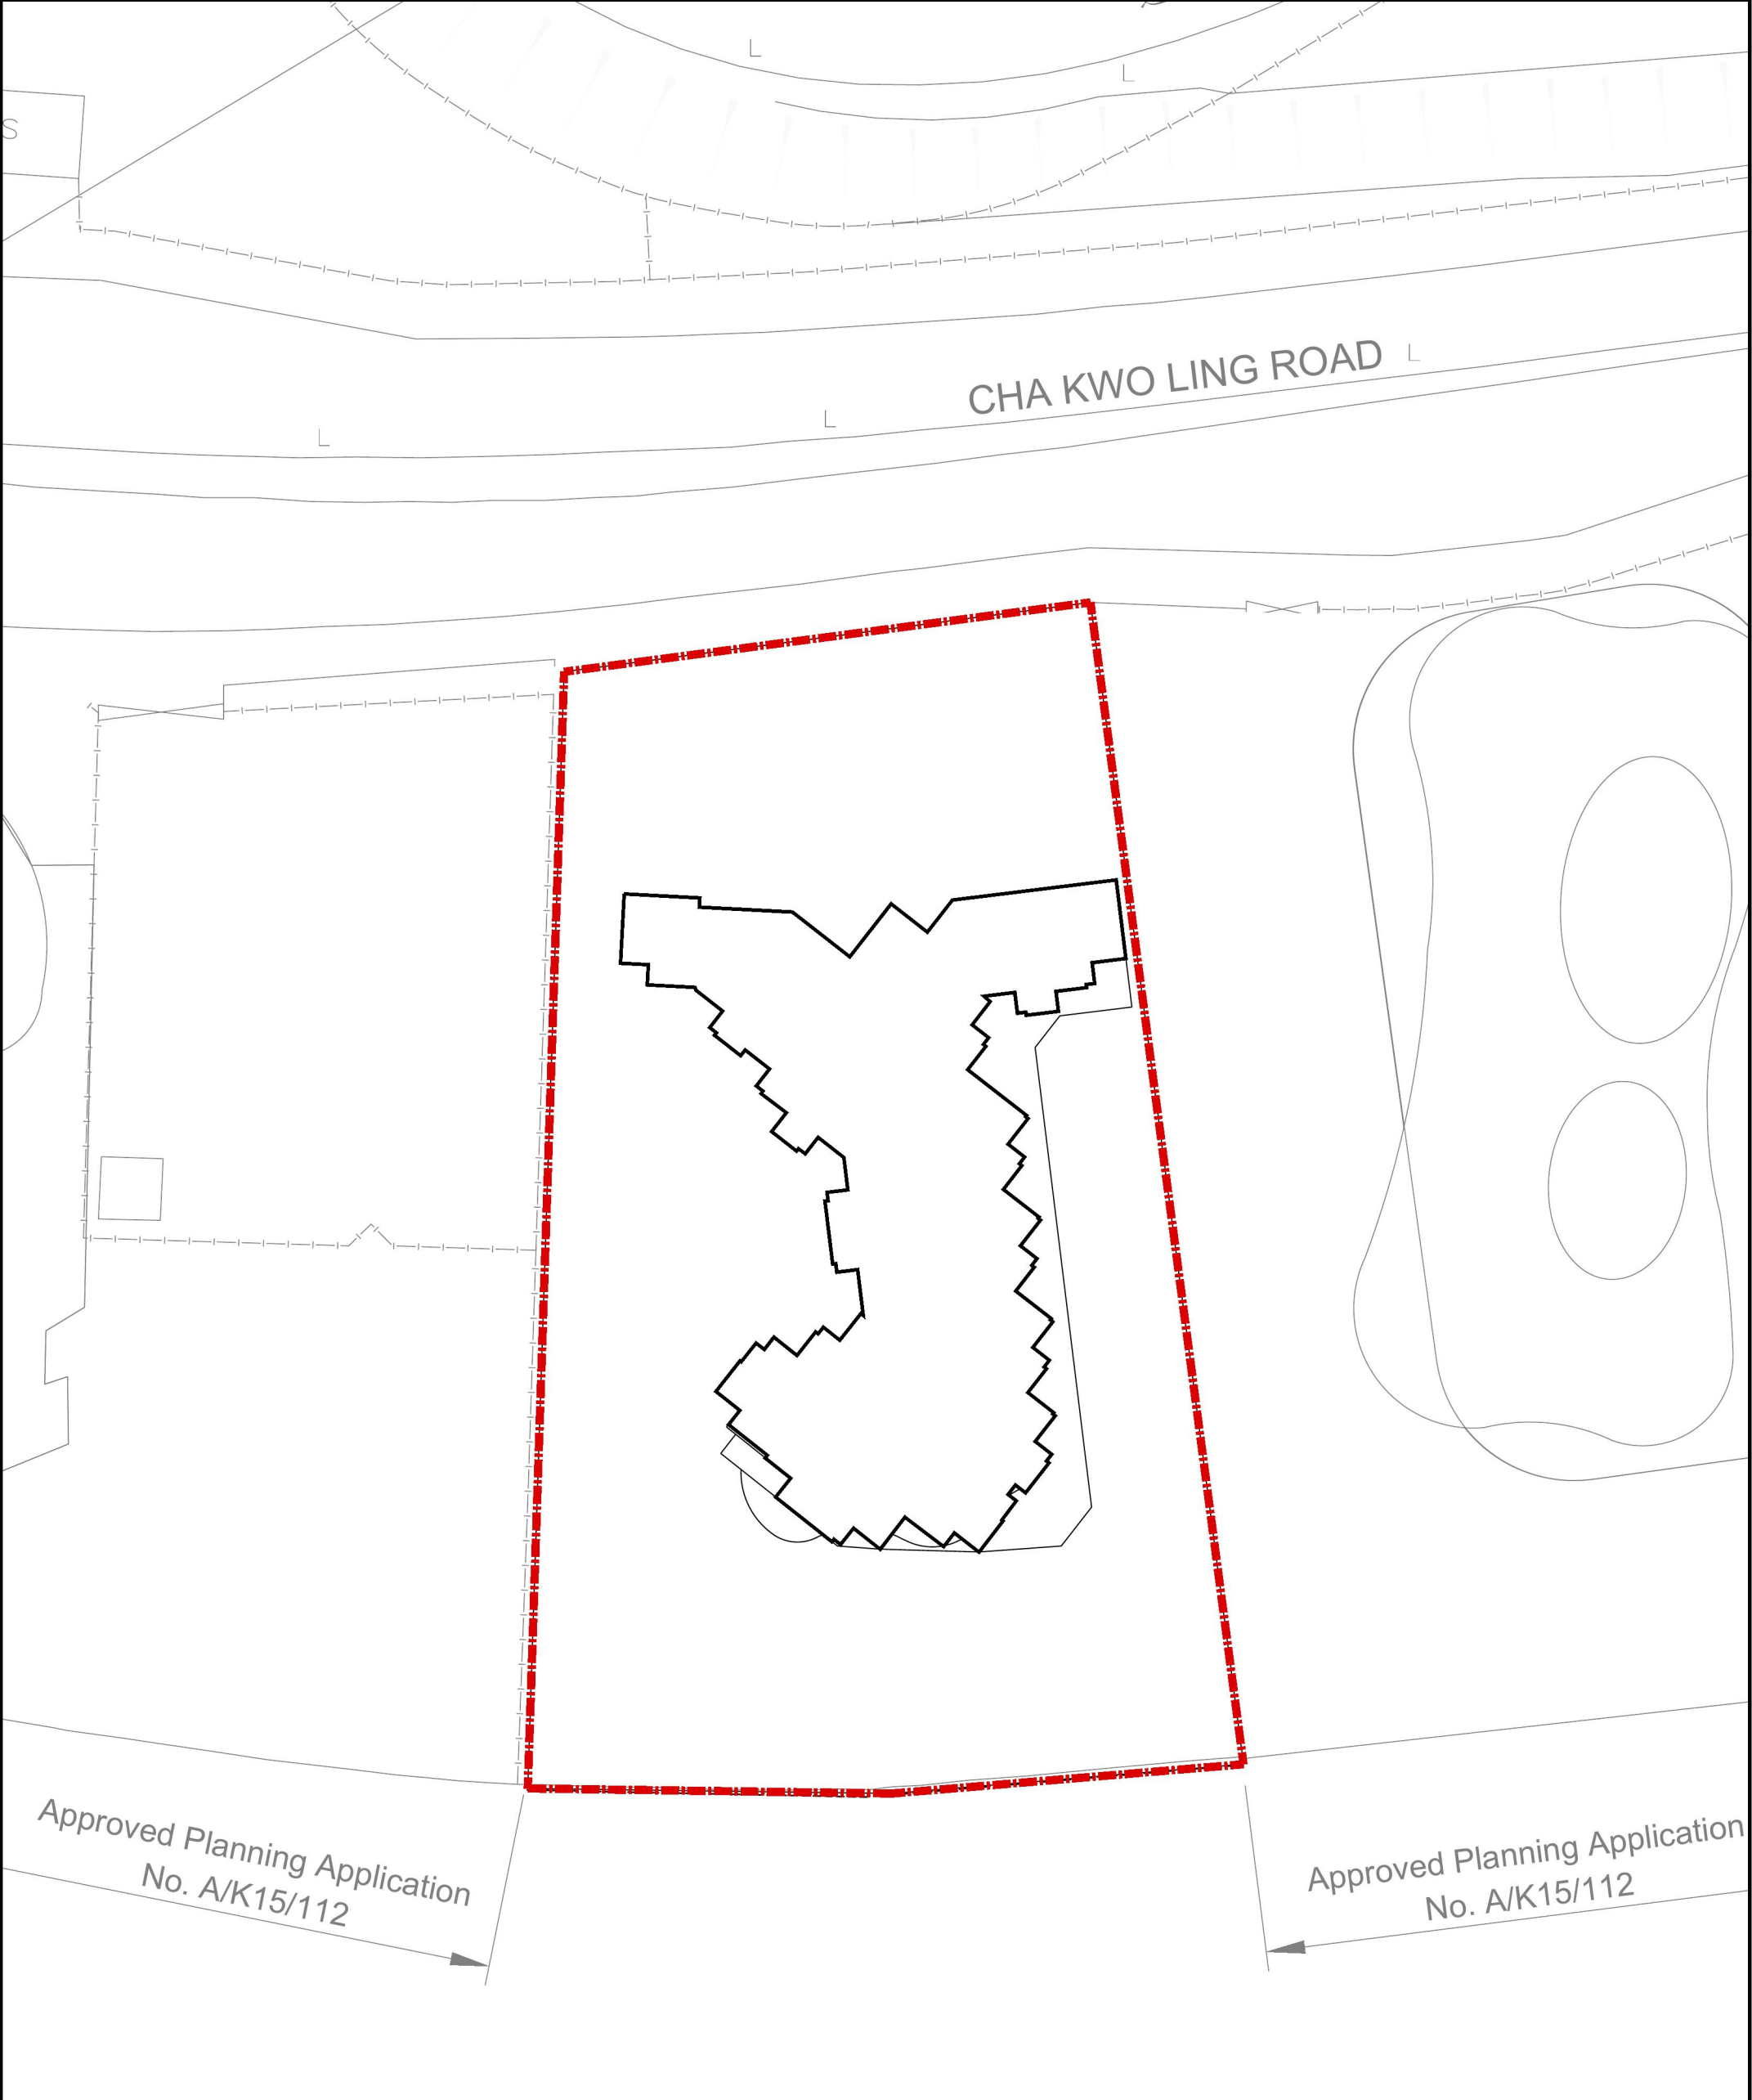 L
L
S
CHA KWO LING ROAD
L
L
L
Approved Planning Application
No. A/K15/112
Approved Planning Application
No. A/K15/112